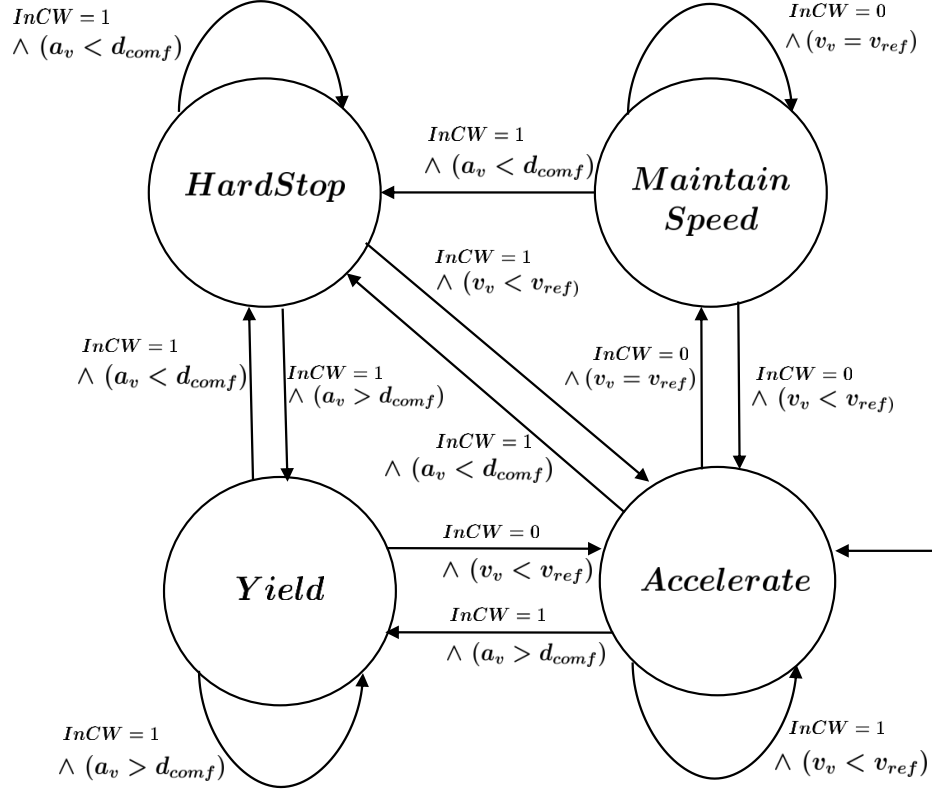 InCW = 1
∧ (a_v < d_comf)
InCW = 0
∧ (v_v = v_ref)
InCW = 1
∧ (a_v < d_comf)
HardStop
Maintain
Speed
InCW = 1
∧ (v_v < v_ref)
InCW = 1
∧ (a_v < d_comf)
InCW = 1
∧ (a_v > d_comf)
InCW = 0
∧ (v_v = v_ref)
InCW = 0
∧ (v_v < v_ref)
InCW = 1
∧ (a_v < d_comf)
InCW = 0
∧ (v_v < v_ref)
Yield
Accelerate
InCW = 1
∧ (a_v > d_comf)
InCW = 1
∧ (a_v > d_comf)
InCW = 1
∧ (v_v < v_ref)